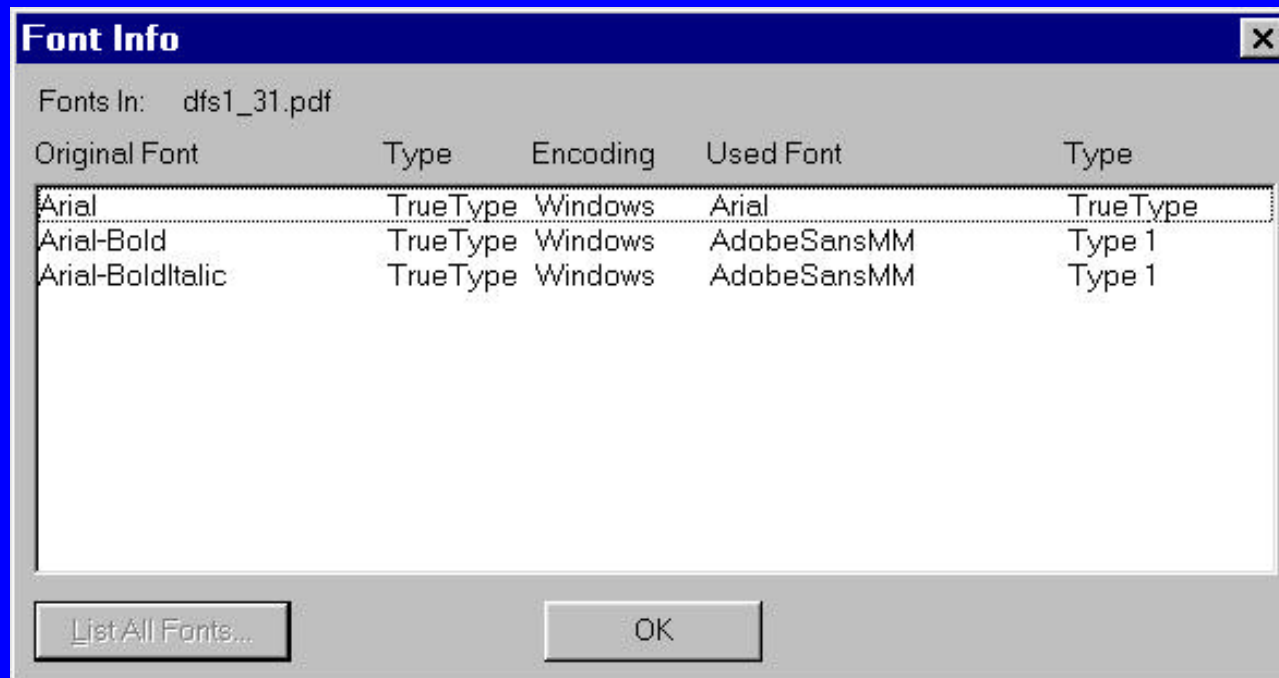 Font Info
Fonts In: dfs1_31.pdf
Original Font Type Encoding Used Font Type
Arial TrueType Windows Arial TrueType
Arial-Bold TrueType Windows AdobeSansMM Type 1
Arial-BoldItalic TrueType Windows AdobeSansMM Type 1
List All Fonts... OK